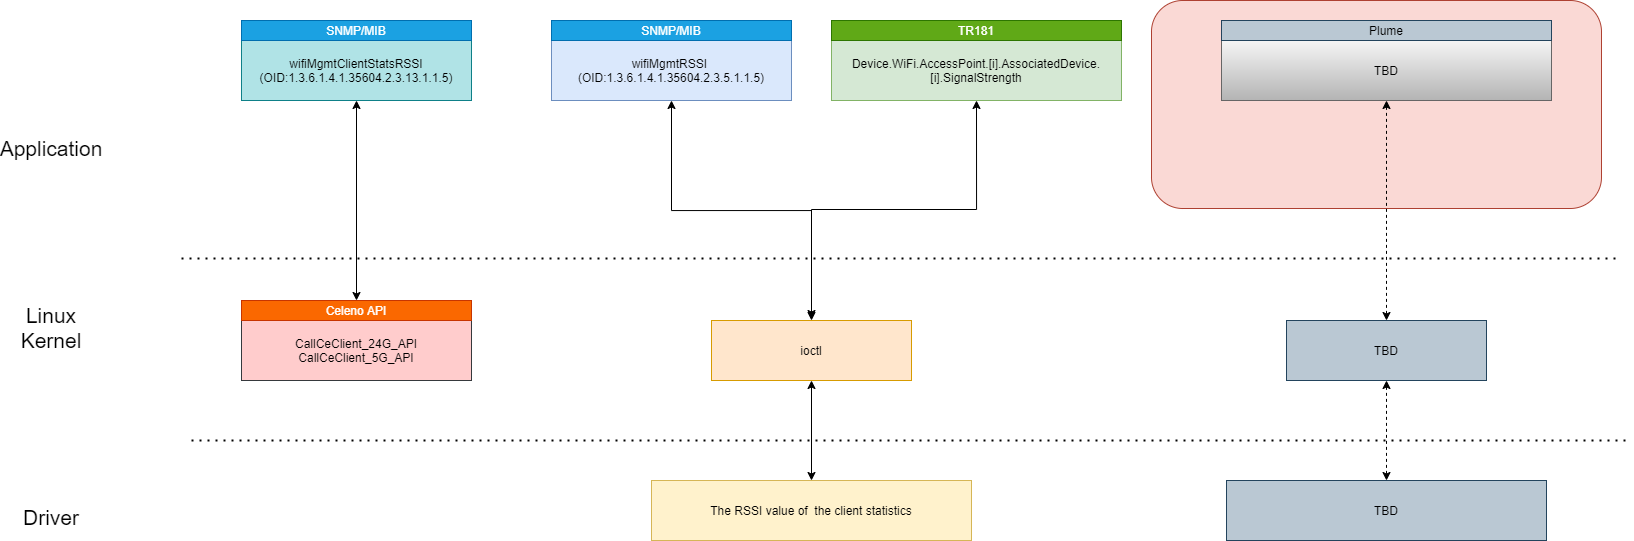 SNMP/MIB
wifiMgmtClientStatsRSSI
(OID:1.3.6.1.4.1.35604.2.3.13.1.1.5)
SNMP/MIB
wifiMgmtRSSI
(OID:1.3.6.1.4.1.35604.2.3.5.1.1.5)
TR181
Device.WiFi.AccessPoint.[i].AssociatedDevice.
[i].SignalStrength
Plume
TBD
Application
Linux
Kernel
Celeno API
CallCeClient_24G_API
CallCeClient_5G_API
ioctl
TBD
Driver
The RSSI value of  the client statistics
TBD